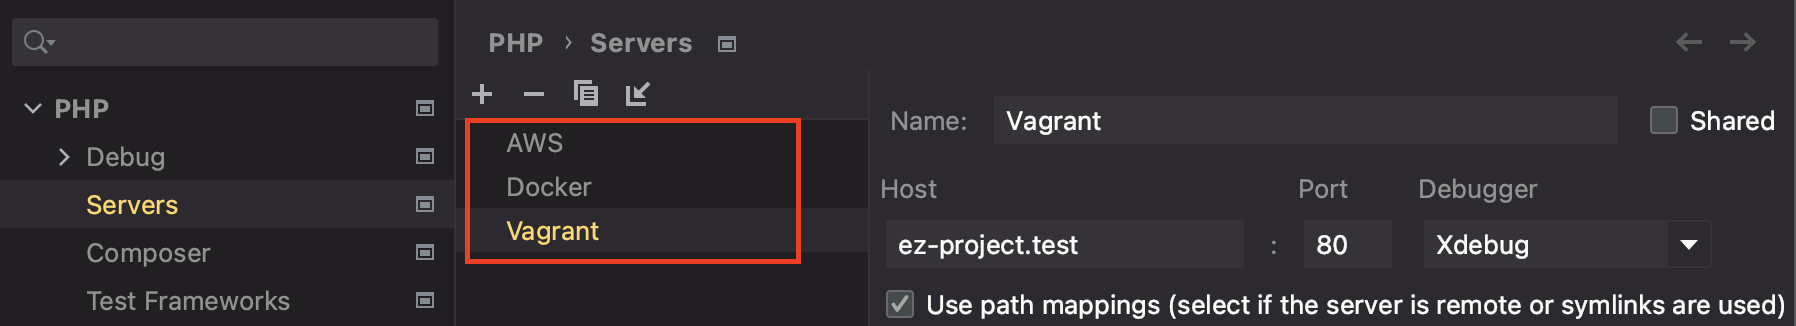 PHP
Debug
Servers
Composer
Test Frameworks
PHP › Servers
AWS
Docker
Vagrant
Name: Vagrant Shared
Host Port Debugger
ez-project.test : 80 Xdebug
Use path mappings (select if the server is remote or symlinks are used)